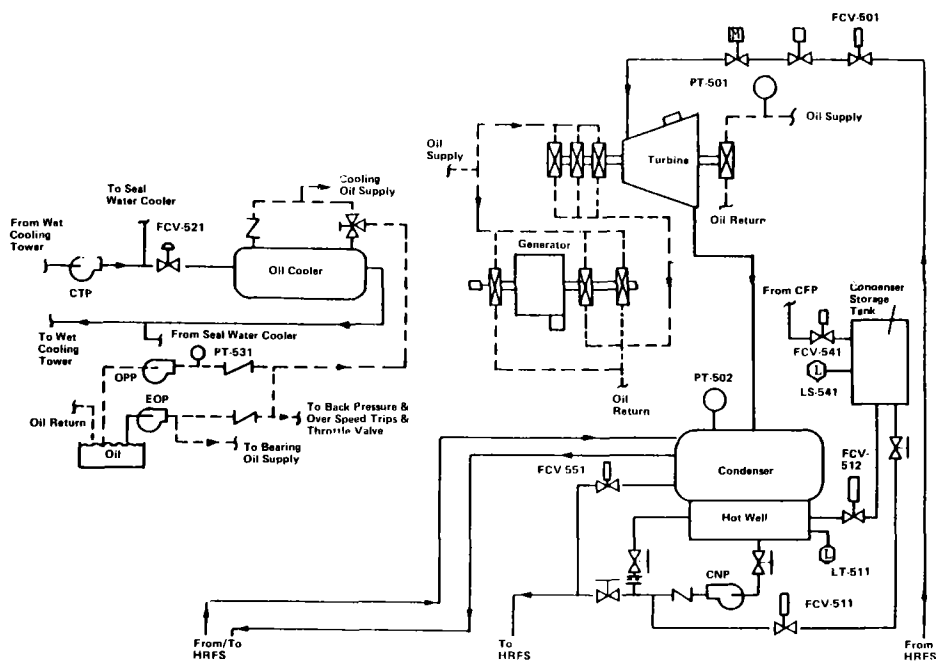 FCV-501
M
PT-501
Oil Supply
Oil
Supply
Turbine
Oil Return
To Seal
Water Cooler
Cooling
Oil Supply
From Wet
Cooling
Tower
FCV-521
CTP
Oil Cooler
Generator
To Wet
Cooling
Tower
From Seal Water Cooler
From CFP
Condenser
Storage
Tank
FCV-541
L
LS-541
PT-531
OPP
EOP
Oil Return
Oil
To Back Pressure &
Over Speed Trips &
Throttle Valve
To Bearing
Oil Supply
Oil
Return
PT-502
FCV 551
Condenser
FCV-
512
Hot Well
L
LT-511
CNP
FCV-511
From/To
HRFS
To
HRFS
From
HRFS